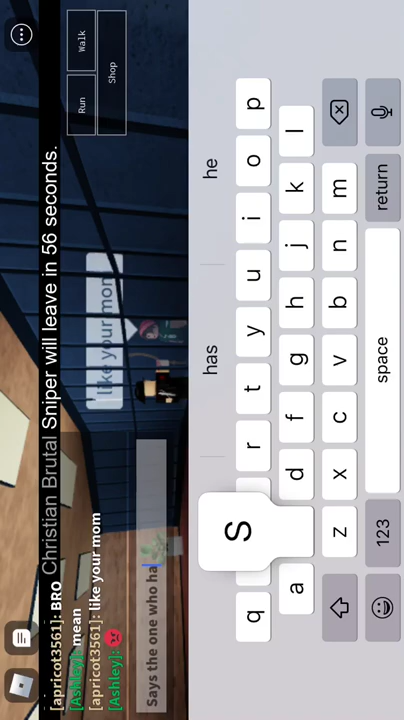 Christian Brutal Sniper will leave in 56 seconds.
Walk
Run
Shop
like your mom
[apricot3561]: BRO
[Ashley]: mean
[apricot3561]: like your mom
[Ashley]: 😡
Says the one who ha
has
he
q
r
t
y
u
i
o
p
S
a
d
f
g
h
j
k
l
z
x
c
v
b
n
m
123
space
return